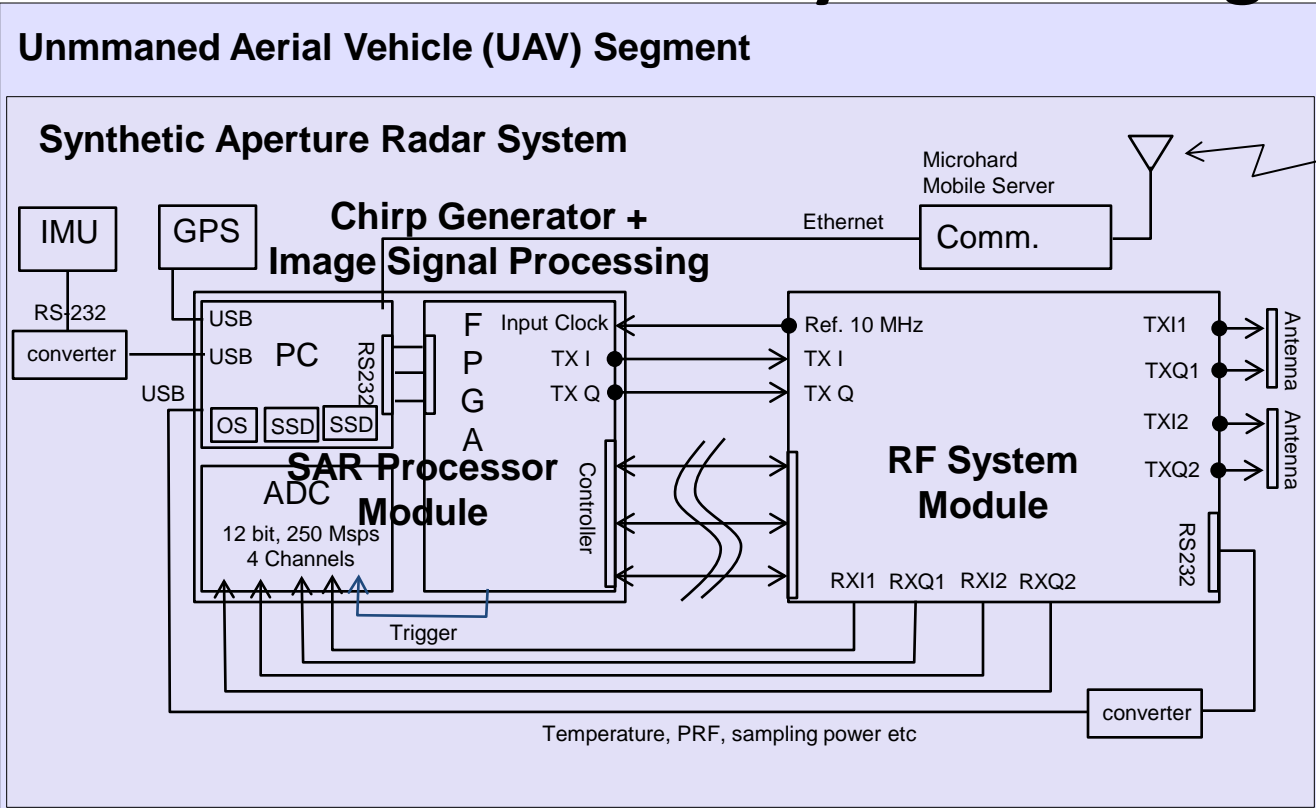 Unmmaned Aerial Vehicle (UAV) Segment
Synthetic Aperture Radar System
Microhard
Mobile Server
IMU
GPS
Chirp Generator +
Image Signal Processing
Ethernet
Comm.
RS-232
converter
USB
USB
USB
PC
RS232
OS
SSD
SSD
F
P
G
A
Input Clock
TX I
TX Q
Controller
SAR Processor
Module
ADC
12 bit, 250 Msps
4 Channels
Trigger
Ref. 10 MHz
TX I
TX Q
RF System
Module
TXI1
TXQ1
TXI2
TXQ2
Antenna
Antenna
RS232
RXI1
RXQ1
RXI2
RXQ2
converter
Temperature, PRF, sampling power etc